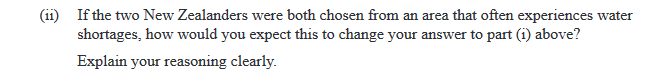 (ii) If the two New Zealanders were both chosen from an area that often experiences water
shortages, how would you expect this to change your answer to part (i) above?
Explain your reasoning clearly.